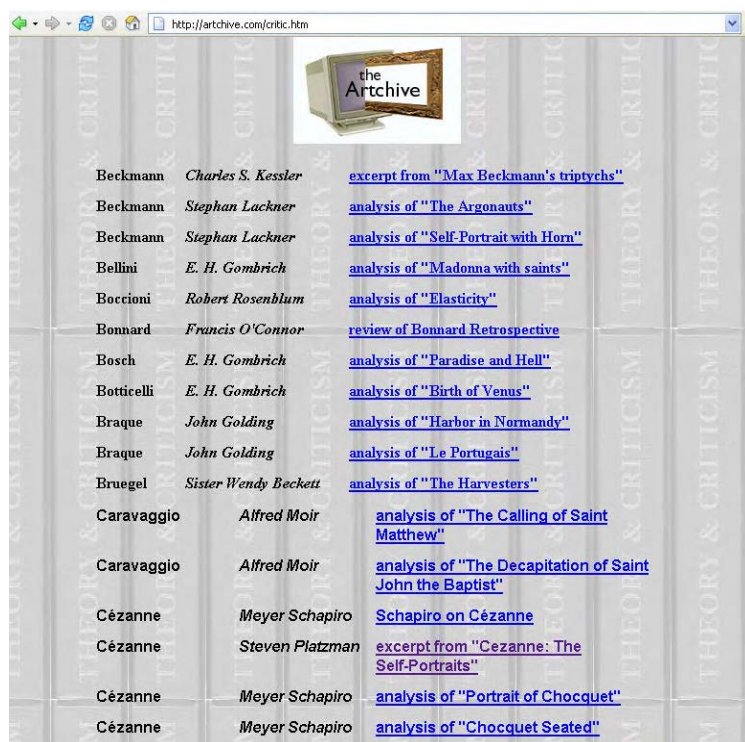 http://artchive.com/critic.htm
the
Artchive
Beckmann Charles S. Kessler excerpt from "Max Beckmann's triptychs"
Beckmann Stephan Lackner analysis of "The Argonauts"
Beckmann Stephan Lackner analysis of "Self-Portrait with Horn"
Bellini E. H. Gombrich analysis of "Madonna with saints"
Boccioni Robert Rosenblum analysis of "Elasticity"
Bonnard Francis O'Connor review of Bonnard Retrospective
Bosch E. H. Gombrich analysis of "Paradise and Hell"
Botticelli E. H. Gombrich analysis of "Birth of Venus"
Braque John Golding analysis of "Harbor in Normandy"
Braque John Golding analysis of "Le Portugais"
Bruegel Sister Wendy Beckett analysis of "The Harvesters"
Caravaggio Alfred Moir analysis of "The Calling of Saint
Matthew"
Caravaggio Alfred Moir analysis of "The Decapitation of Saint
John the Baptist"
Cézanne Meyer Schapiro Schapiro on Cézanne
Cézanne Steven Platzman excerpt from "Cezanne: The
Self-Portraits"
Cézanne Meyer Schapiro analysis of "Portrait of Chocquet"
Cézanne Meyer Schapiro analysis of "Chocquet Seated"
THEORY & CRITICISM